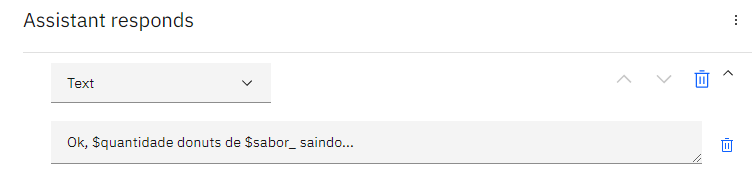 Assistant responds
Text
Ok, $quantidade donuts de $sabor_ saindo...